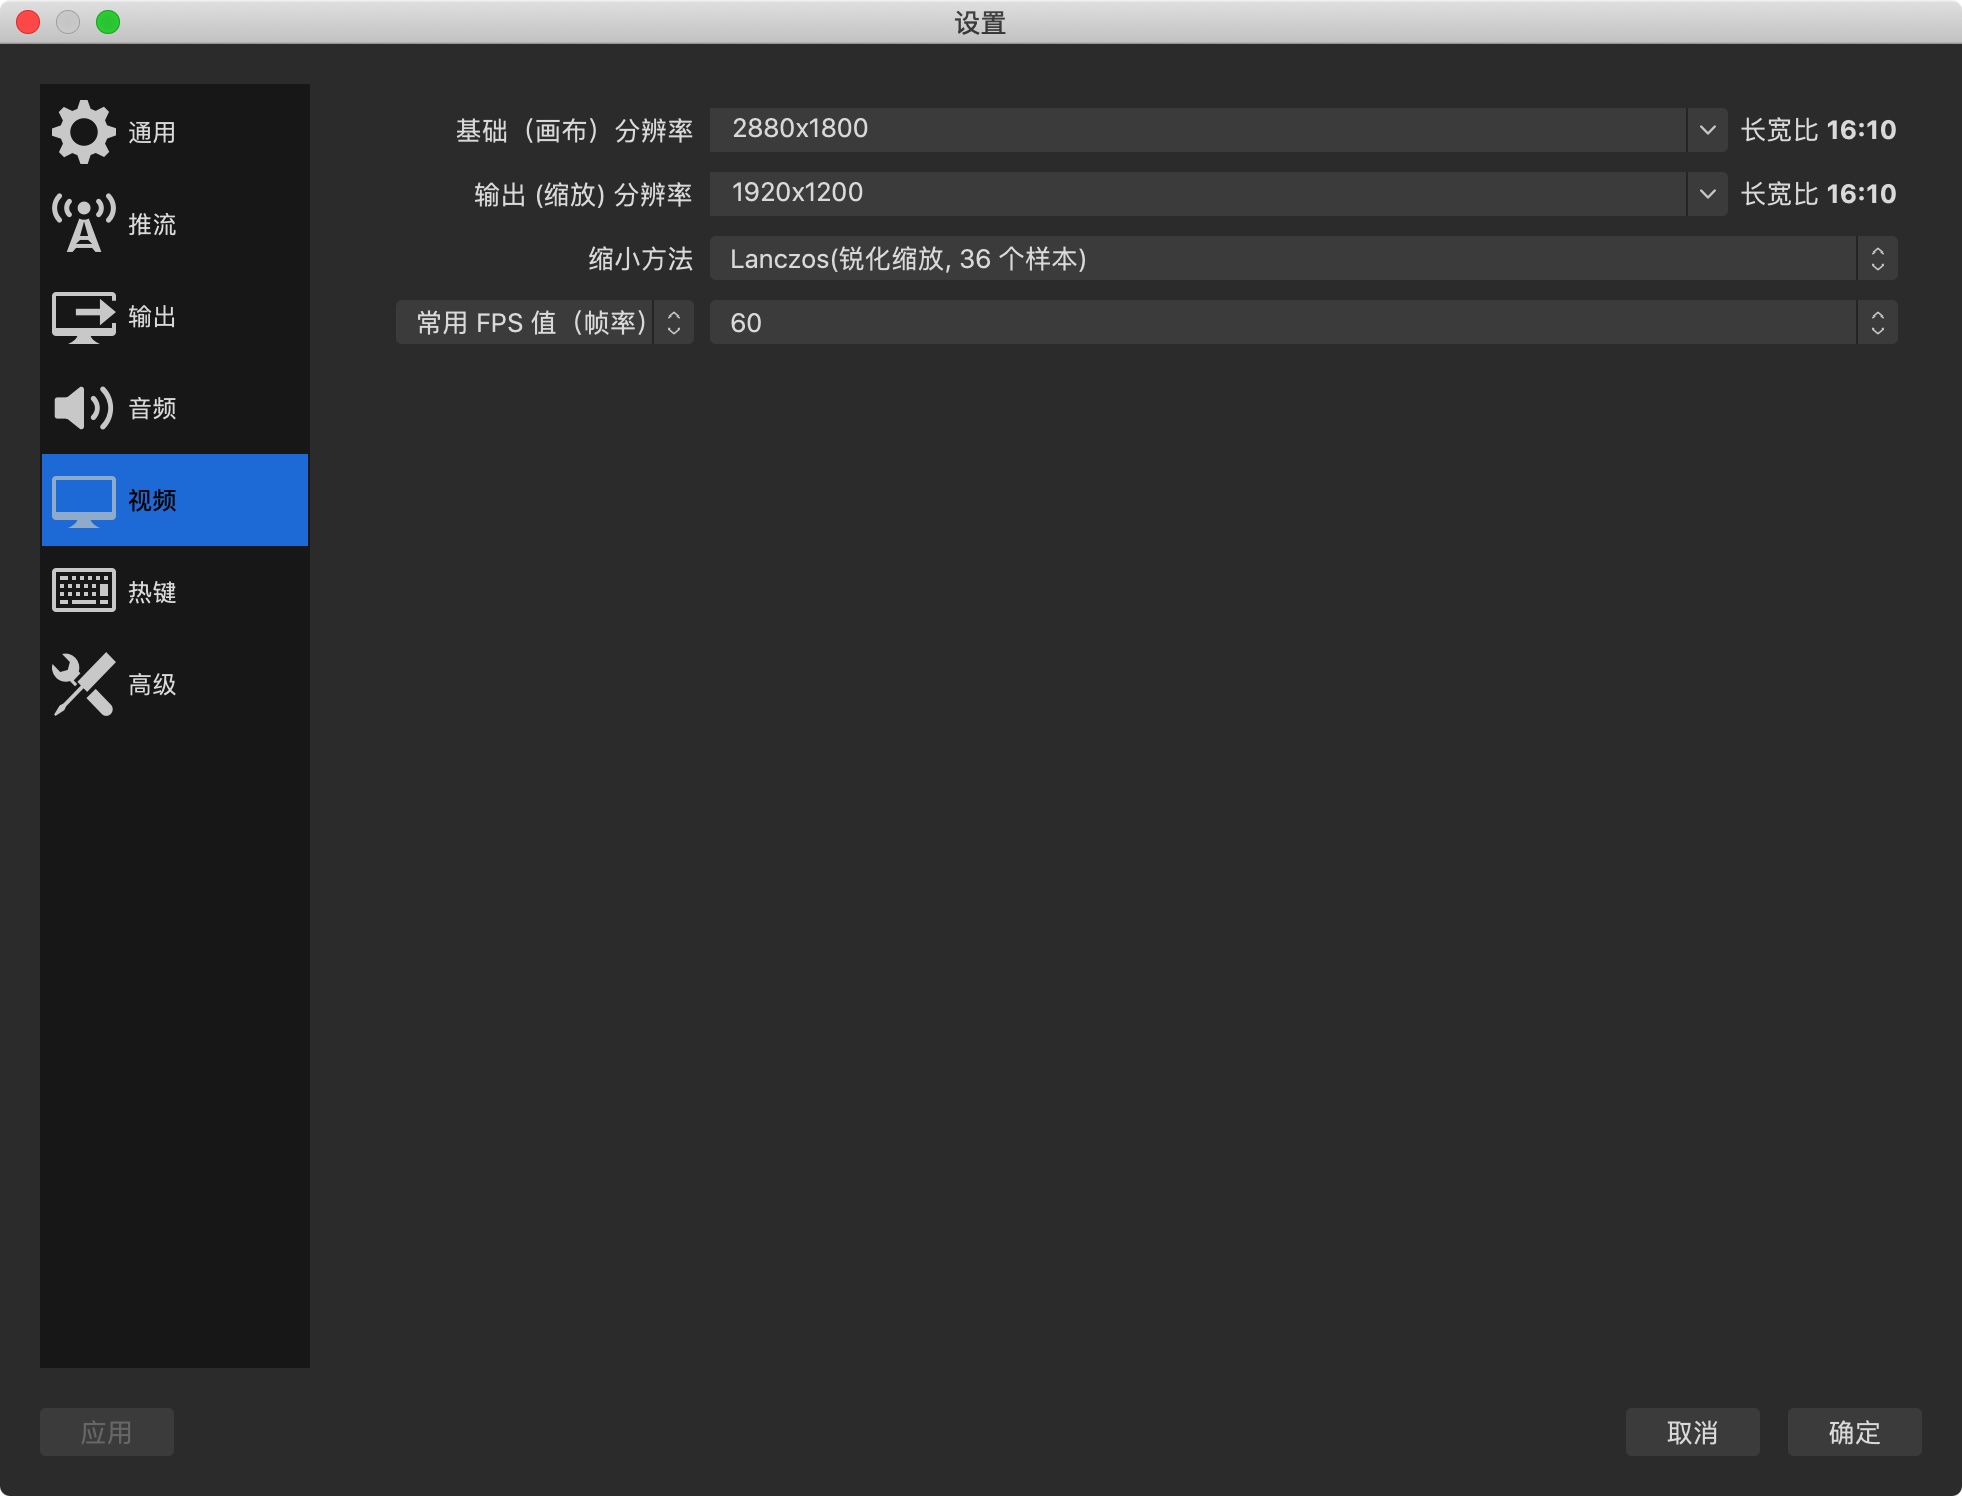 设置
通用
推流
输出
音频
视频
热键
高级
基础（画布）分辨率 2880x1800 长宽比 16:10
输出 (缩放) 分辨率 1920x1200 长宽比 16:10
缩小方法 Lanczos(锐化缩放, 36 个样本)
常用 FPS 值（帧率) 60
应用
取消
确定